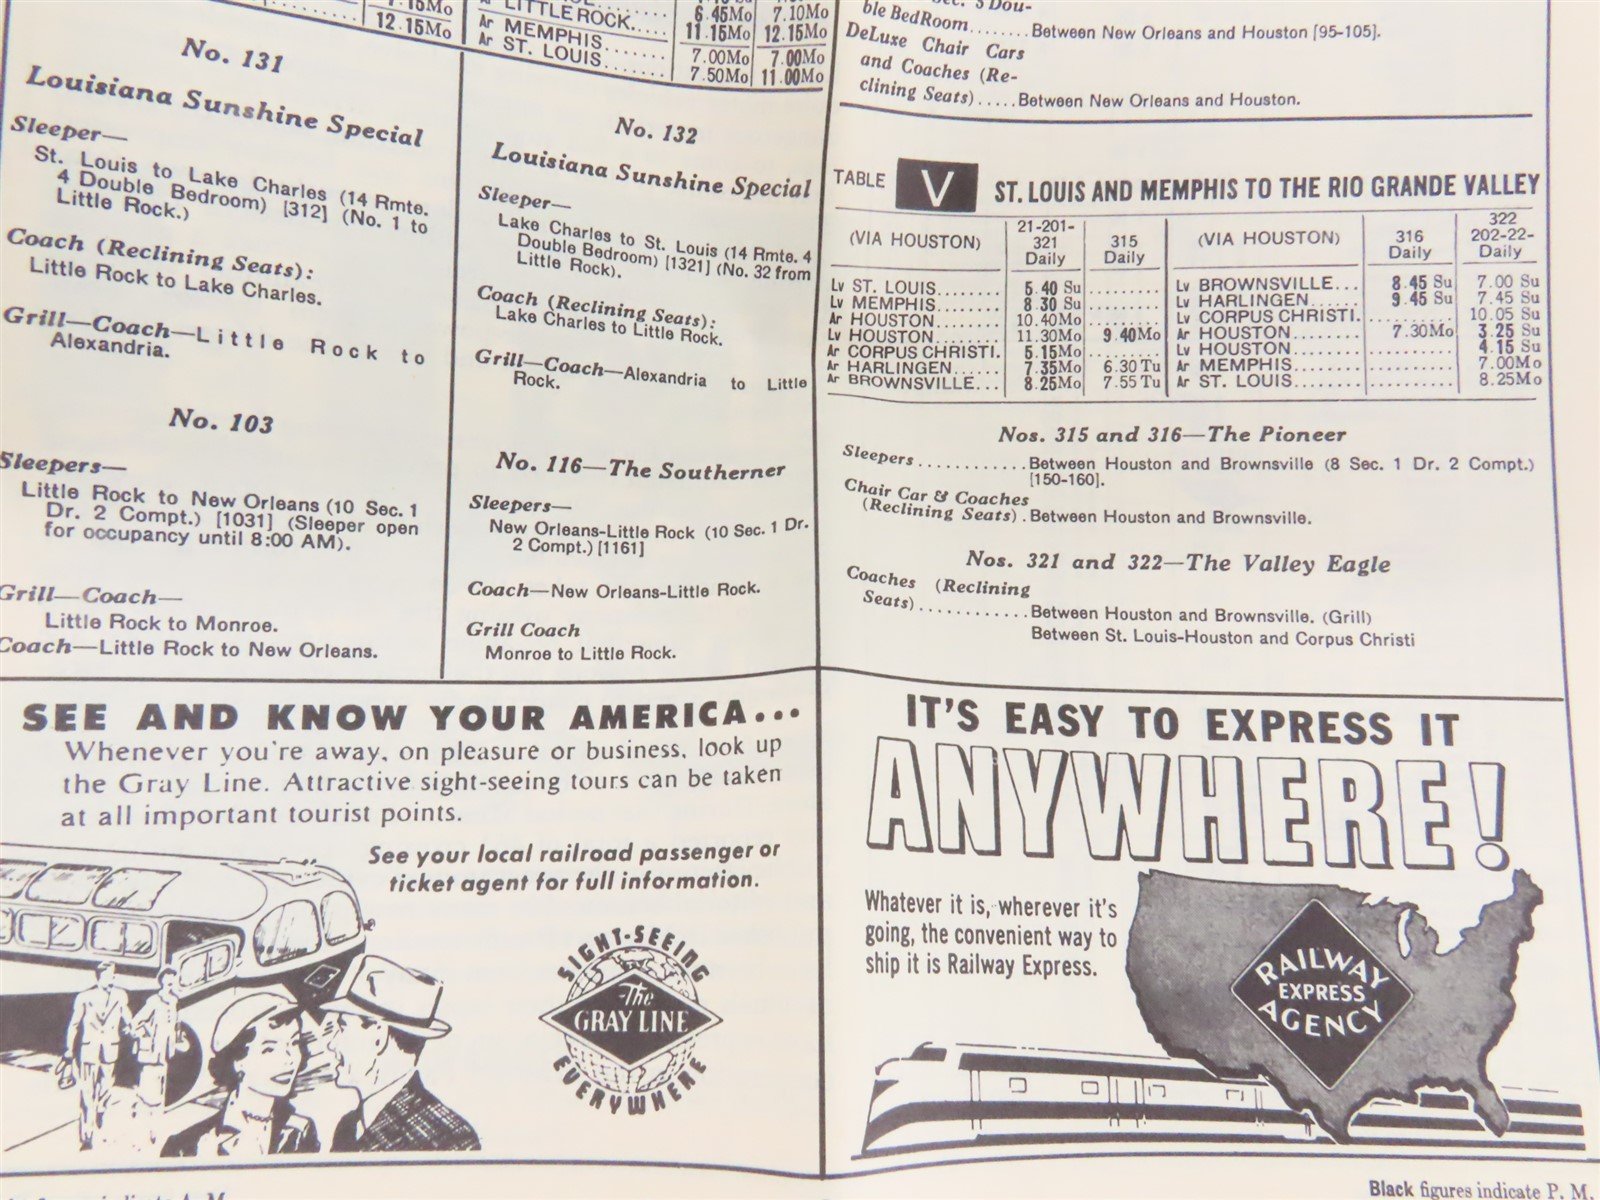 7.15Mo
12.15Mo
Ar LITTLE ROCK..... 6.45Mo 7.10Mo
Ar MEMPHIS....... 11.15Mo 12.15Mo
Ar ST. LOUIS....... 7.00Mo 7.00Mo
7.50Mo 11.00Mo
No. 131
Louisiana Sunshine Special
Sleeper—
St. Louis to Lake Charles (14 Rmte.
4 Double Bedroom) [312] (No. 1 to
Little Rock.)
Coach (Reclining Seats):
Little Rock to Lake Charles.
Grill—Coach—Little Rock to
Alexandria.
No. 103
Sleepers—
Little Rock to New Orleans (10 Sec. 1
Dr. 2 Compt.) [1031] (Sleeper open
for occupancy until 8:00 AM).
Grill—Coach—
Little Rock to Monroe.
Coach—Little Rock to New Orleans.
No. 132
Louisiana Sunshine Special
Sleeper—
Lake Charles to St. Louis (14 Rmte. 4
Double Bedroom) [1321] (No. 32 from
Little Rock).
Coach (Reclining Seats):
Lake Charles to Little Rock.
Grill—Coach—Alexandria to Little
Rock.
No. 116—The Southerner
Sleepers—
New Orleans-Little Rock (10 Sec. 1 Dr.
2 Compt.) [1161]
Coach—New Orleans-Little Rock.
Grill Coach
Monroe to Little Rock.
Dou-
ble BedRoom........Between New Orleans and Houston [95-105].
DeLuxe Chair Cars
and Coaches (Re-
clining Seats).....Between New Orleans and Houston.
TABLE V ST. LOUIS AND MEMPHIS TO THE RIO GRANDE VALLEY
(VIA HOUSTON) 21-201-321 Daily 315 Daily (VIA HOUSTON) 316 Daily 322 202-22- Daily
Lv ST. LOUIS........ 5.40 Su ......... Lv BROWNSVILLE... 8.45 Su 7.00 Su
Lv MEMPHIS........ 8.30 Su ......... Lv HARLINGEN...... 9.45 Su 7.45 Su
Ar HOUSTON........ 10.40Mo ......... Lv CORPUS CHRISTI. .......... 10.05 Su
Lv HOUSTON........ 11.30Mo 9.40Mo Ar HOUSTON........ 7.30Mo 3.25 Su
Ar CORPUS CHRISTI. 5.15Mo ......... Lv HOUSTON........ .......... 4.15 Su
Ar HARLINGEN....... 7.35Mo 6.30 Tu Ar MEMPHIS........ .......... 7.00Mo
Ar BROWNSVILLE... 8.25Mo 7.55 Tu Ar ST. LOUIS........ .......... 8.25Mo
Nos. 315 and 316—The Pioneer
Sleepers............Between Houston and Brownsville (8 Sec. 1 Dr. 2 Compt.)
[150-160].
Chair Car & Coaches
(Reclining Seats).Between Houston and Brownsville.
Nos. 321 and 322—The Valley Eagle
Coaches (Reclining
Seats)............Between Houston and Brownsville. (Grill)
Between St. Louis-Houston and Corpus Christi
SEE AND KNOW YOUR AMERICA...
Whenever you're away, on pleasure or business, look up
the Gray Line. Attractive sight-seeing tours can be taken
at all important tourist points.
See your local railroad passenger or
ticket agent for full information.
SIGHT-SEEING
The
GRAY LINE
EVERYWHERE
IT'S EASY TO EXPRESS IT
ANYWHERE!
Whatever it is, wherever it's
going, the convenient way to
ship it is Railway Express.
RAILWAY
EXPRESS
AGENCY
indicate A. M.
Black figures indicate P. M.